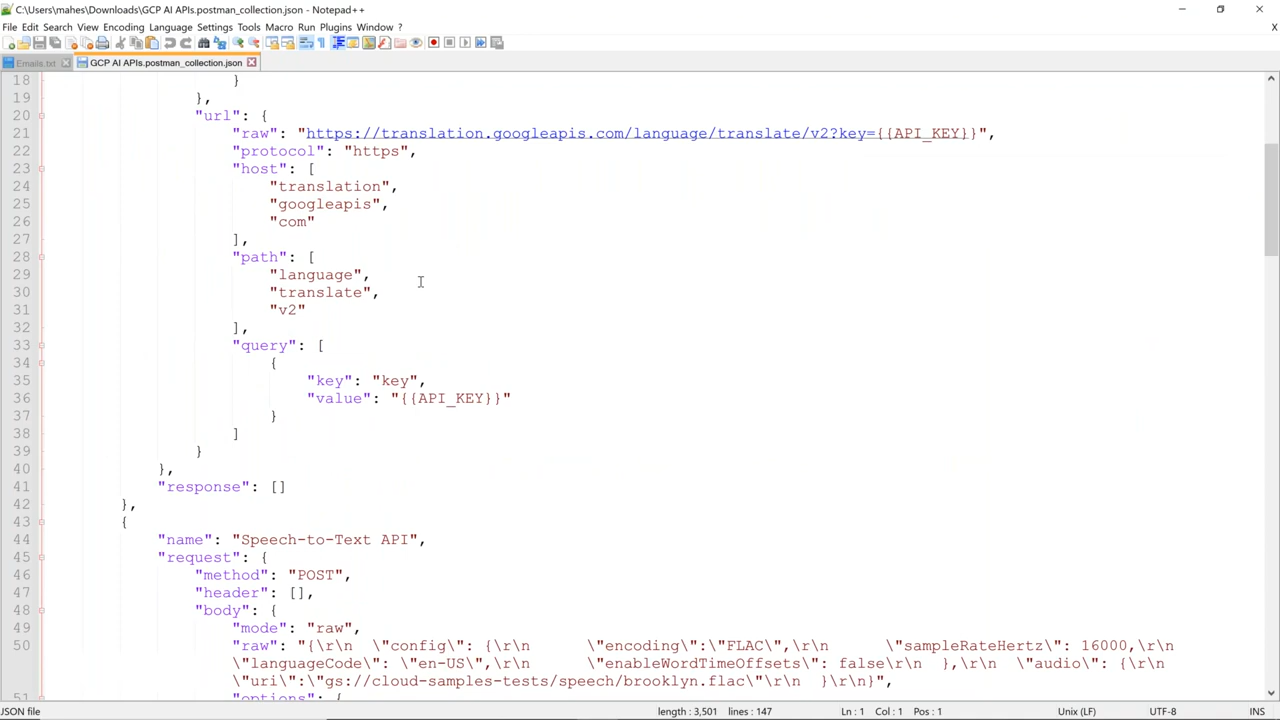 C:\Users\mahes\Downloads\GCP AI APIs.postman_collection.json - Notepad++
File Edit Search View Encoding Language Settings Tools Macro Run Plugins Window ?
X
Emails.txt GCP AI APIs.postman_collection.json
18 }
19 },
20 "url": {
21 "raw": "https://translation.googleapis.com/language/translate/v2?key={{API_KEY}}",
22 "protocol": "https",
23 "host": [
24 "translation",
25 "googleapis",
26 "com"
27 ],
28 "path": [
29 "language",
30 "translate",
31 "v2"
32 ],
33 "query": [
34 {
35 "key": "key",
36 "value": "{{API_KEY}}"
37 }
38 ]
39 }
40 },
41 "response": []
42 },
43 {
44 "name": "Speech-to-Text API",
45 "request": {
46 "method": "POST",
47 "header": [],
48 "body": {
49 "mode": "raw",
50 "raw": "{\r\n \"config\": {\r\n \"encoding\":\"FLAC\",\r\n \"sampleRateHertz\": 16000,\r\n
\"languageCode\": \"en-US\",\r\n \"enableWordTimeOffsets\": false\r\n },\r\n \"audio\": {\r\n
\"uri\":\"gs://cloud-samples-tests/speech/brooklyn.flac\"\r\n }\r\n}",
51 "options": {
JSON file length : 3,501 lines : 147 Ln : 1 Col : 1 Pos : 1 Unix (LF) UTF-8 INS